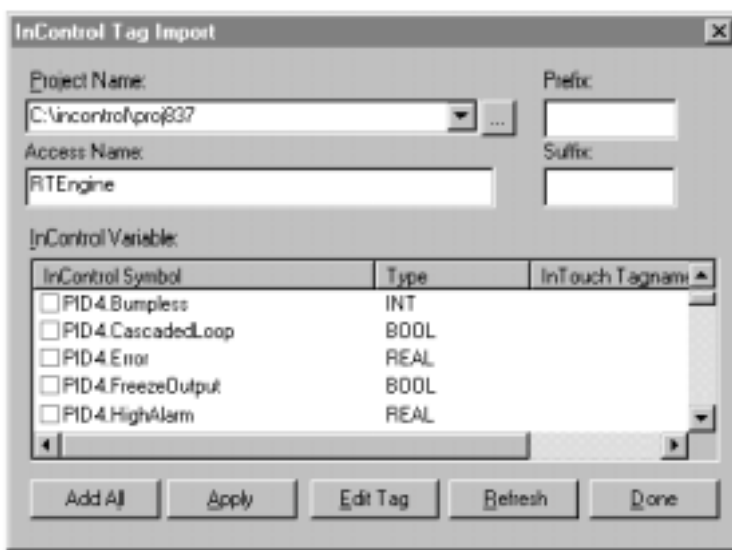 InControl Tag Import
Project Name:
Prefix:
C:\incontrol\proj837
...
Access Name:
Suffix:
RTEngine
InControl Variable:
InControl Symbol Type InTouch Tagname
PID4.Bumpless INT
PID4.CascadedLoop BOOL
PID4.Error REAL
PID4.FreezeOutput BOOL
PID4.HighAlarm REAL
Add All Apply Edit Tag Refresh Done